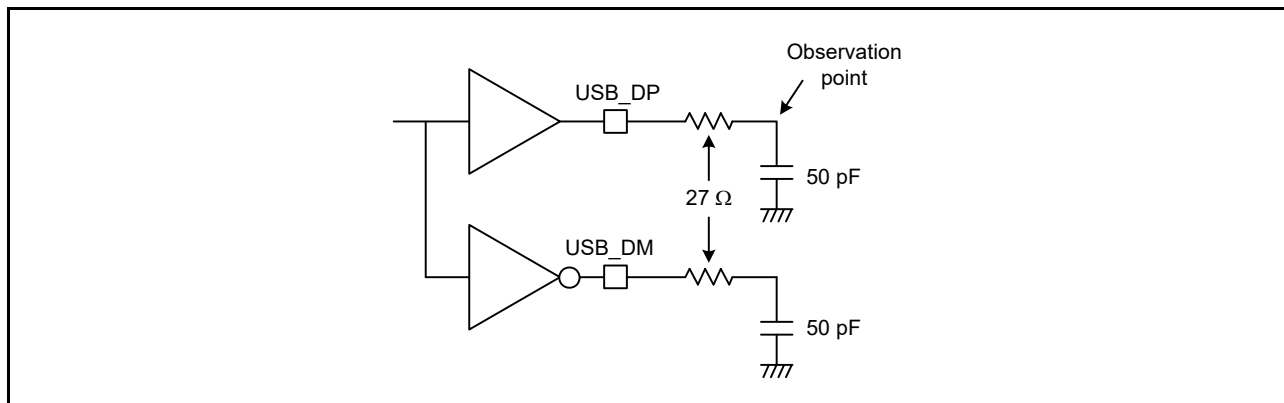 Observation
point
USB_DP
50 pF
27 Ω
USB_DM
50 pF